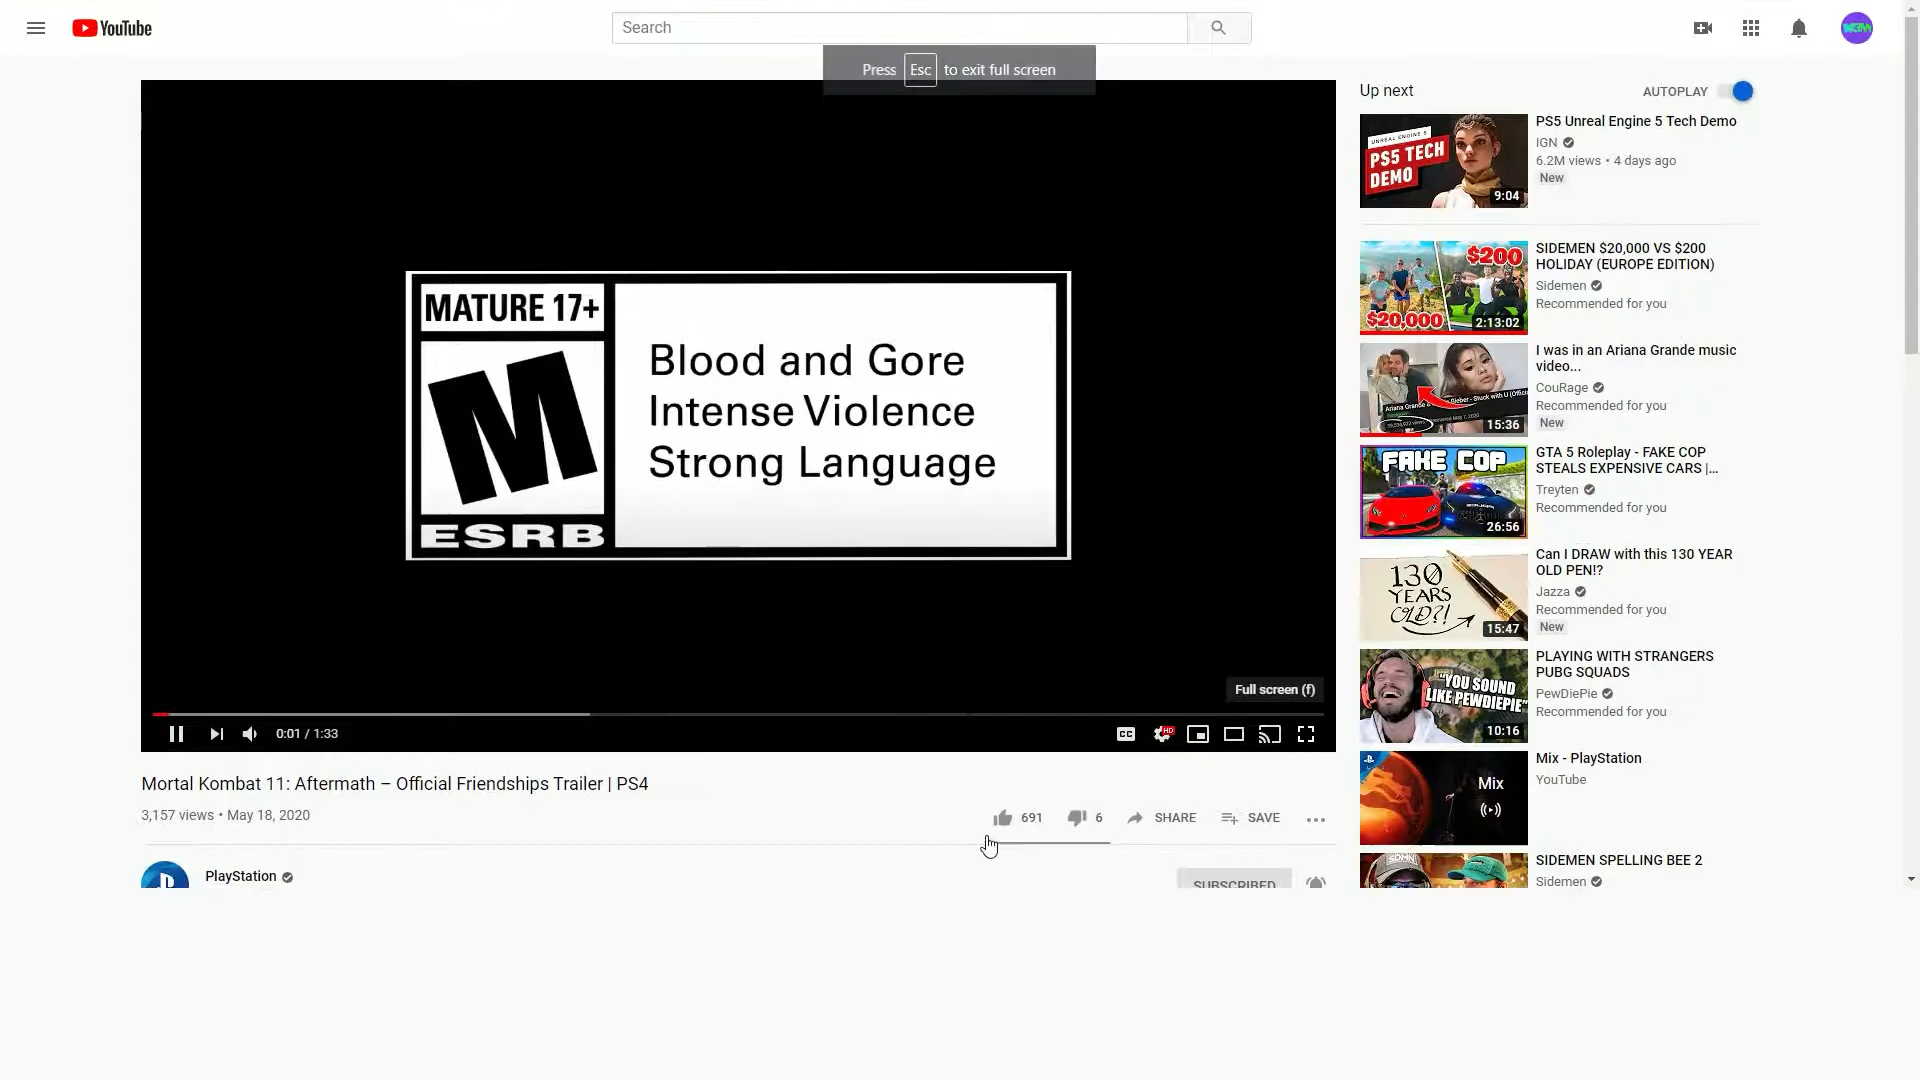 YouTube
Search
Press Esc to exit full screen
MATURE 17+
M
ESRB
Blood and Gore
Intense Violence
Strong Language
Full screen (f)
0:01 / 1:33
CC
HD
Mortal Kombat 11: Aftermath – Official Friendships Trailer | PS4
3,157 views • May 18, 2020
691
6
SHARE
SAVE
PlayStation
SUBSCRIBED
Up next
AUTOPLAY
UNREAL ENGINE 5
PS5 TECH
DEMO
9:04
PS5 Unreal Engine 5 Tech Demo
IGN
6.2M views • 4 days ago
New
$200
$20,000
2:13:02
SIDEMEN $20,000 VS $200
HOLIDAY (EUROPE EDITION)
Sidemen
Recommended for you
15:36
I was in an Ariana Grande music
video...
CouRage
Recommended for you
New
FAKE COP
26:56
GTA 5 Roleplay - FAKE COP
STEALS EXPENSIVE CARS |...
Treyten
Recommended for you
130
YEARS
OLD?!
15:47
Can I DRAW with this 130 YEAR
OLD PEN!?
Jazza
Recommended for you
New
"YOU SOUND
LIKE PEWDIEPIE"
10:16
PLAYING WITH STRANGERS
PUBG SQUADS
PewDiePie
Recommended for you
Mix
Mix - PlayStation
YouTube
SDMN
SIDEMEN SPELLING BEE 2
Sidemen